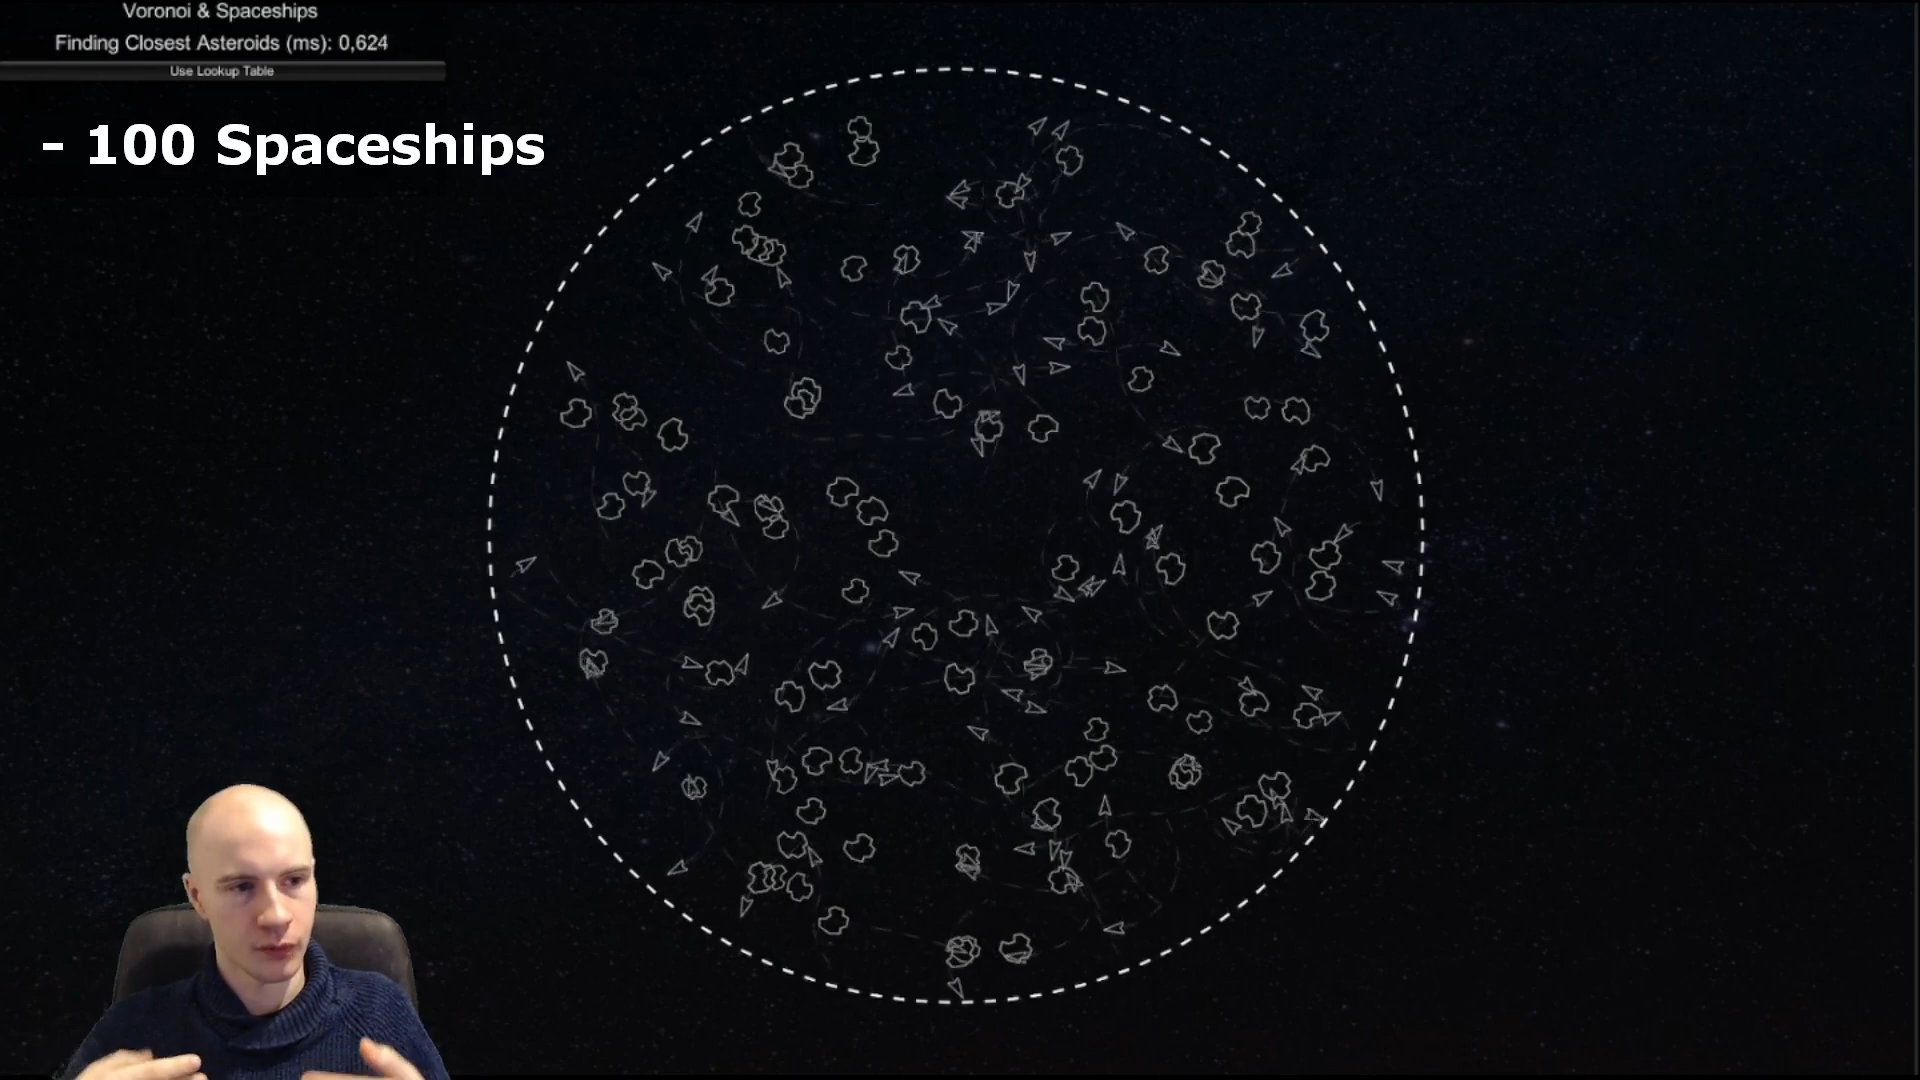 Voronoi & Spaceships
Finding Closest Asteroids (ms): 0,624
Use Lookup Table
- 100 Spaceships